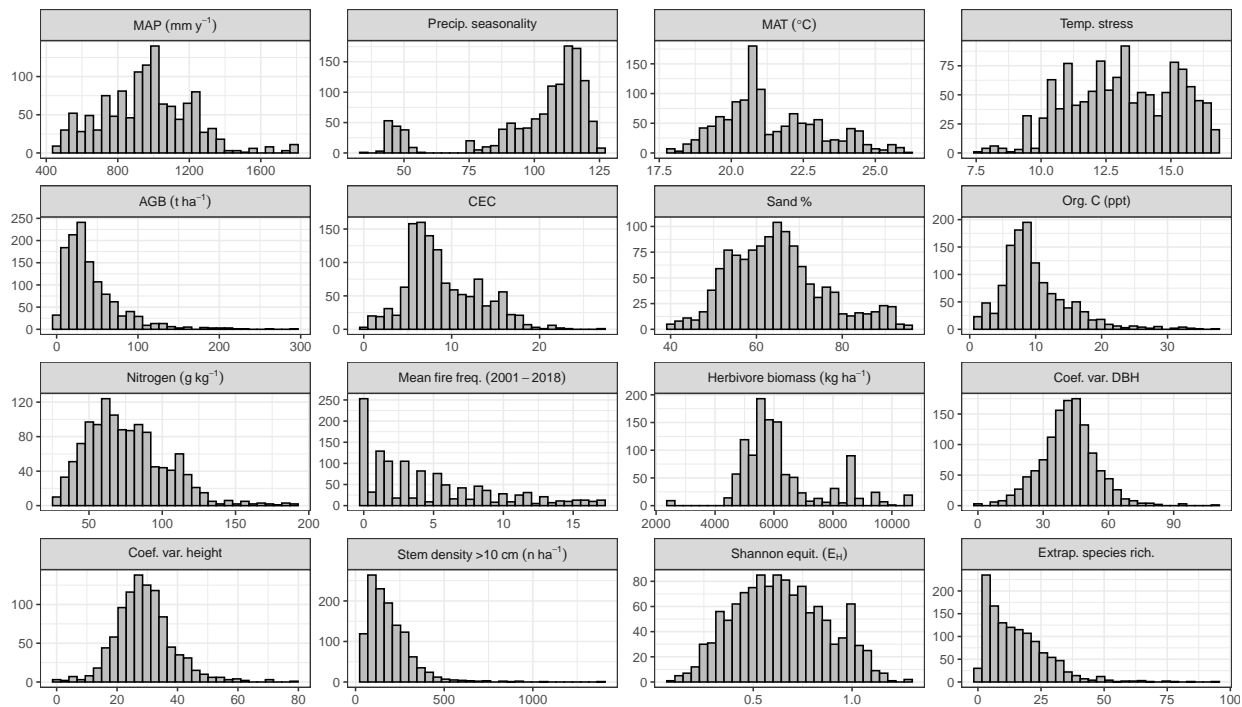 MAP (mm y⁻¹)
150
100
50
0
400 800 1200 1600
Precip. seasonality
150
100
50
0
50 75 100 125
MAT (°C)
150
100
50
0
17.5 20.0 22.5 25.0
Temp. stress
75
50
25
0
7.5 10.0 12.5 15.0
AGB (t ha⁻¹)
250
200
150
100
50
0
0 100 200 300
CEC
150
100
50
0
0 10 20
Sand %
100
75
50
25
0
40 60 80
Org. C (ppt)
200
150
100
50
0
0 10 20 30
Nitrogen (g kg⁻¹)
120
80
40
0
50 100 150 200
Mean fire freq. (2001 − 2018)
250
200
150
100
50
0
0 5 10 15
Herbivore biomass (kg ha⁻¹)
200
150
100
50
0
2000 4000 6000 8000 10000
Coef. var. DBH
150
100
50
0
0 30 60 90
Coef. var. height
100
50
0
0 20 40 60 80
Stem density >10 cm (n ha⁻¹)
200
100
0
0 500 1000
Shannon equit. (E_H)
80
60
40
20
0
0.5 1.0
Extrap. species rich.
200
150
100
50
0
0 25 50 75 100